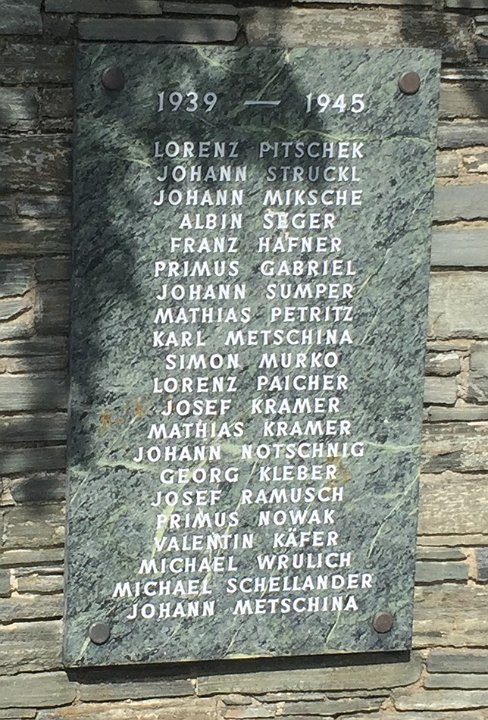 1939 — 1945
LORENZ PITSCHEK
JOHANN STRUCKL
JOHANN MIKSCHE
ALBIN SEGER
FRANZ HAFNER
PRIMUS GABRIEL
JOHANN SUMPER
MATHIAS PETRITZ
KARL METSCHINA
SIMON MURKO
LORENZ PAICHER
JOSEF KRAMER
MATHIAS KRAMER
JOHANN NOTSCHNIG
GEORG KLEBER
JOSEF RAMUSCH
PRIMUS NOWAK
VALENTIN KÄFER
MICHAEL WRULICH
MICHAEL SCHELLANDER
JOHANN METSCHINA